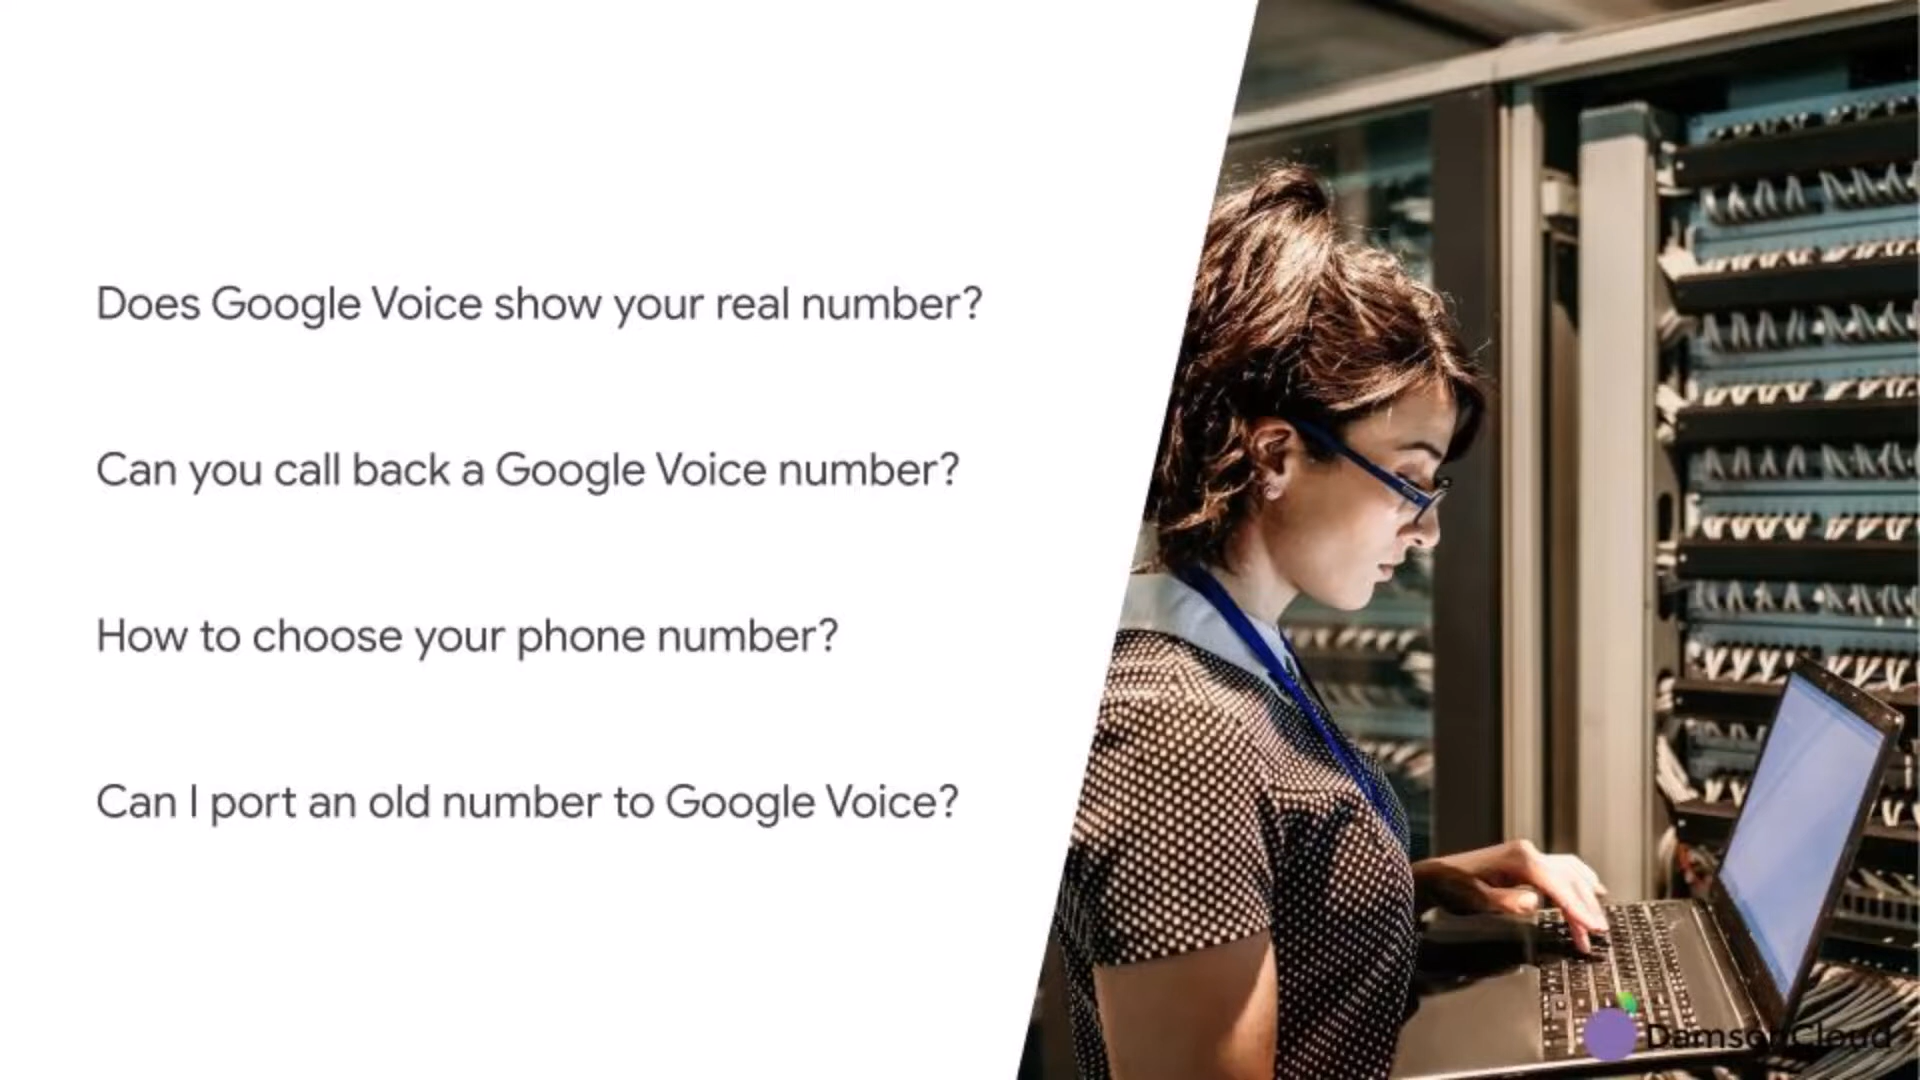 Does Google Voice show your real number?
Can you call back a Google Voice number?
How to choose your phone number?
Can I port an old number to Google Voice?
DamsonCloud